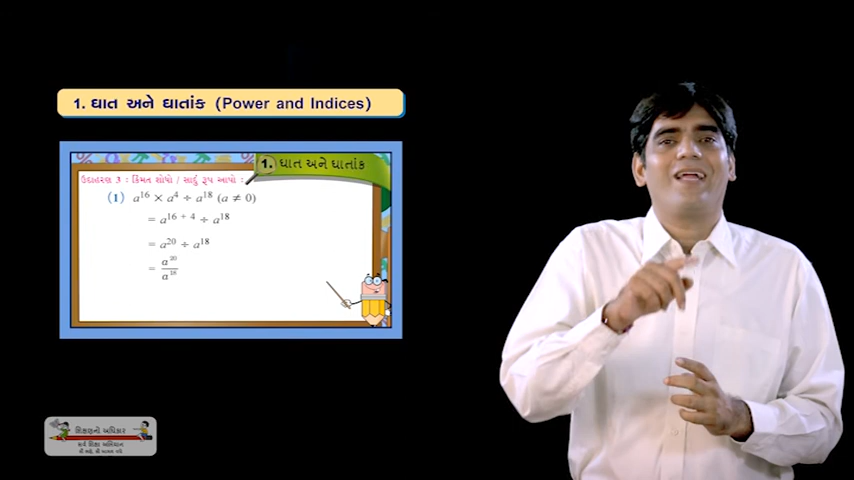 1. ઘાત અને ઘાતાંક (Power and Indices)
1. ઘાત અને ઘાતાંક
ઉદાહરણ 3 : કિંમત શોધો / સાદું રૂપ આપો :
(1) a¹⁶ × a⁴ ÷ a¹⁸ (a ≠ 0)
= a¹⁶ ⁺ ⁴ ÷ a¹⁸
= a²⁰ ÷ a¹⁸
= a²⁰ / a¹⁸
શિક્ષણનો અધિકાર
સર્વ શિક્ષા અભિયાન